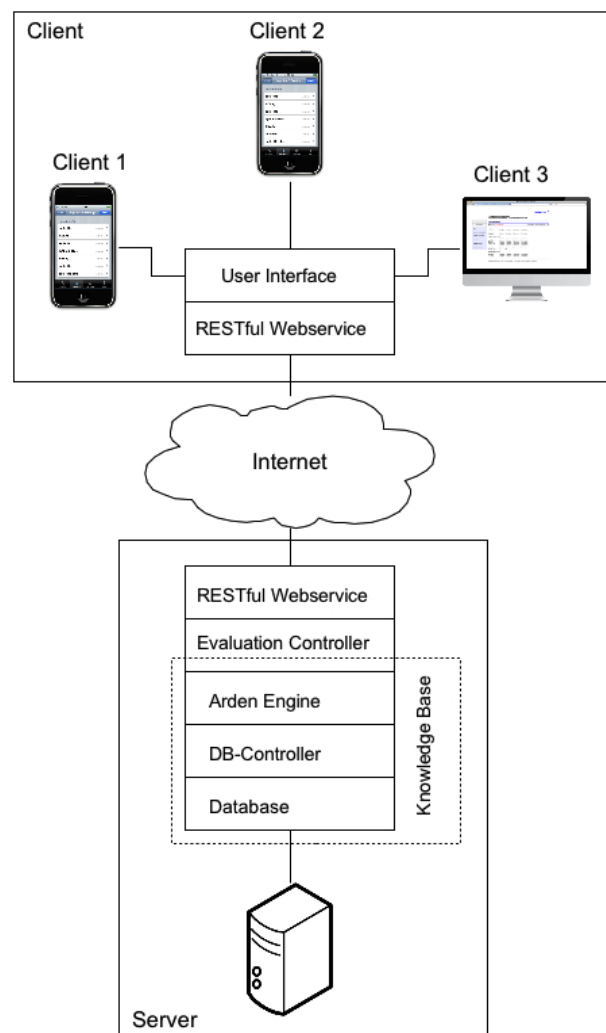 Client
Client 2
Client 1
Client 3
User Interface
RESTful Webservice
Internet
RESTful Webservice
Evaluation Controller
Arden Engine
DB-Controller
Database
Knowledge Base
Server